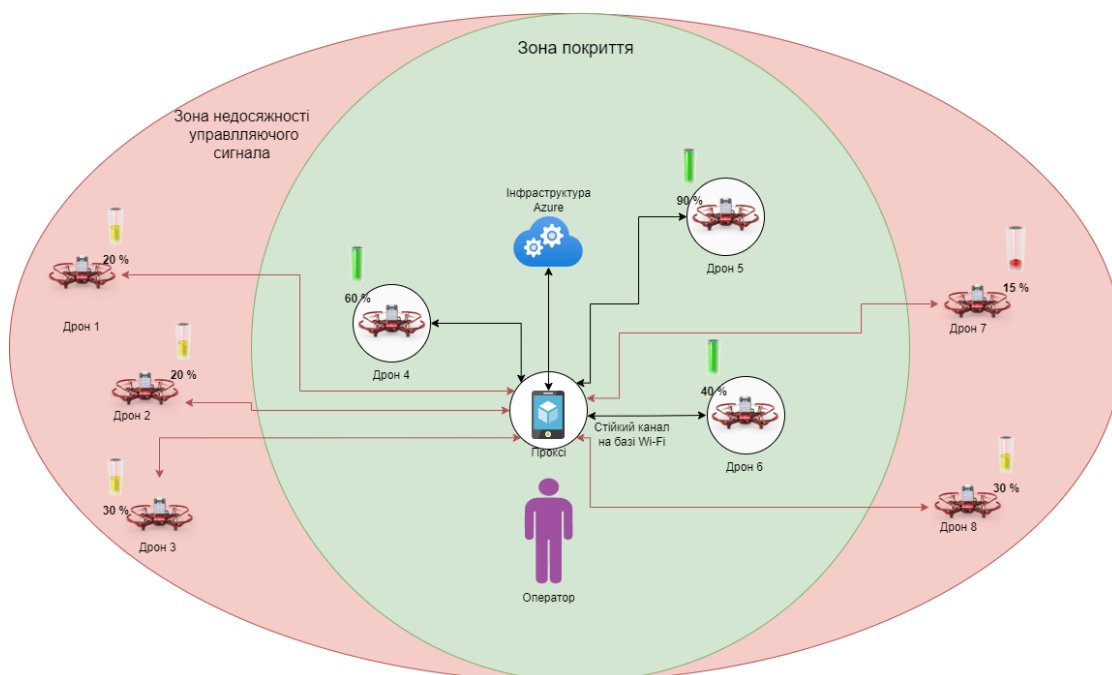 Зона покриття
Зона недосяжності
управлляючого
сигнала
Інфраструктура
Azure
90 %
Дрон 5
20 %
Дрон 1
60 %
Дрон 4
15 %
Дрон 7
20 %
Дрон 2
40 %
Дрон 6
Стійкий канал
на базі Wi-Fi
Проксі
30 %
Дрон 3
30 %
Дрон 8
Оператор